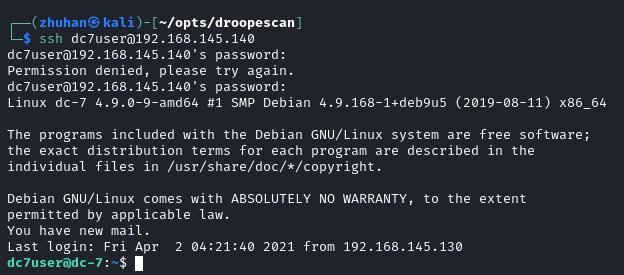 ┌──(zhuhan㉿kali)-[~/opts/droopescan]
└─$ ssh dc7user@192.168.145.140
dc7user@192.168.145.140's password:
Permission denied, please try again.
dc7user@192.168.145.140's password:
Linux dc-7 4.9.0-9-amd64 #1 SMP Debian 4.9.168-1+deb9u5 (2019-08-11) x86_64

The programs included with the Debian GNU/Linux system are free software;
the exact distribution terms for each program are described in the
individual files in /usr/share/doc/*/copyright.

Debian GNU/Linux comes with ABSOLUTELY NO WARRANTY, to the extent
permitted by applicable law.
You have new mail.
Last login: Fri Apr  2 04:21:40 2021 from 192.168.145.130
dc7user@dc-7:~$